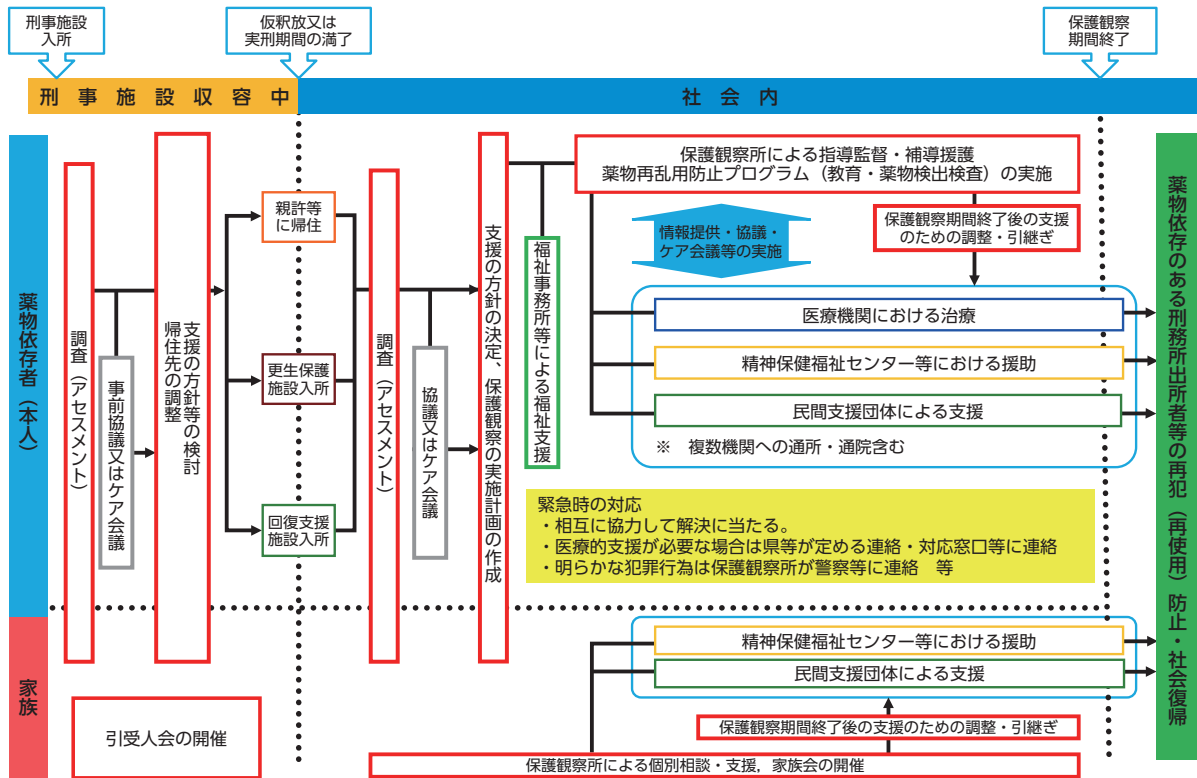 刑事施設
入所
仮釈放又は
実刑期間の満了
保護観察
期間終了
刑事施設収容中
社会内
薬物依存者（本人）
家族
調査（アセスメント）
事前協議又はケア会議
支援の方針等の検討
帰住先の調整
親許等
に帰住
更生保護
施設入所
回復支援
施設入所
調査（アセスメント）
協議又はケア会議
支援の方針の決定、保護観察の実施計画の作成
福祉事務所等による福祉支援
保護観察所による指導監督・補導援護
薬物再乱用防止プログラム（教育・薬物検出検査）の実施
情報提供・協議・
ケア会議等の実施
保護観察期間終了後の支援
のための調整・引継ぎ
医療機関における治療
精神保健福祉センター等における援助
民間支援団体による支援
※　複数機関への通所・通院含む
緊急時の対応
・相互に協力して解決に当たる。
・医療的支援が必要な場合は県等が定める連絡・対応窓口等に連絡
・明らかな犯罪行為は保護観察所が警察等に連絡　等
精神保健福祉センター等における援助
民間支援団体による支援
保護観察期間終了後の支援のための調整・引継ぎ
引受人会の開催
保護観察所による個別相談・支援，家族会の開催
薬物依存のある刑務所出所者等の再犯（再使用）防止・社会復帰